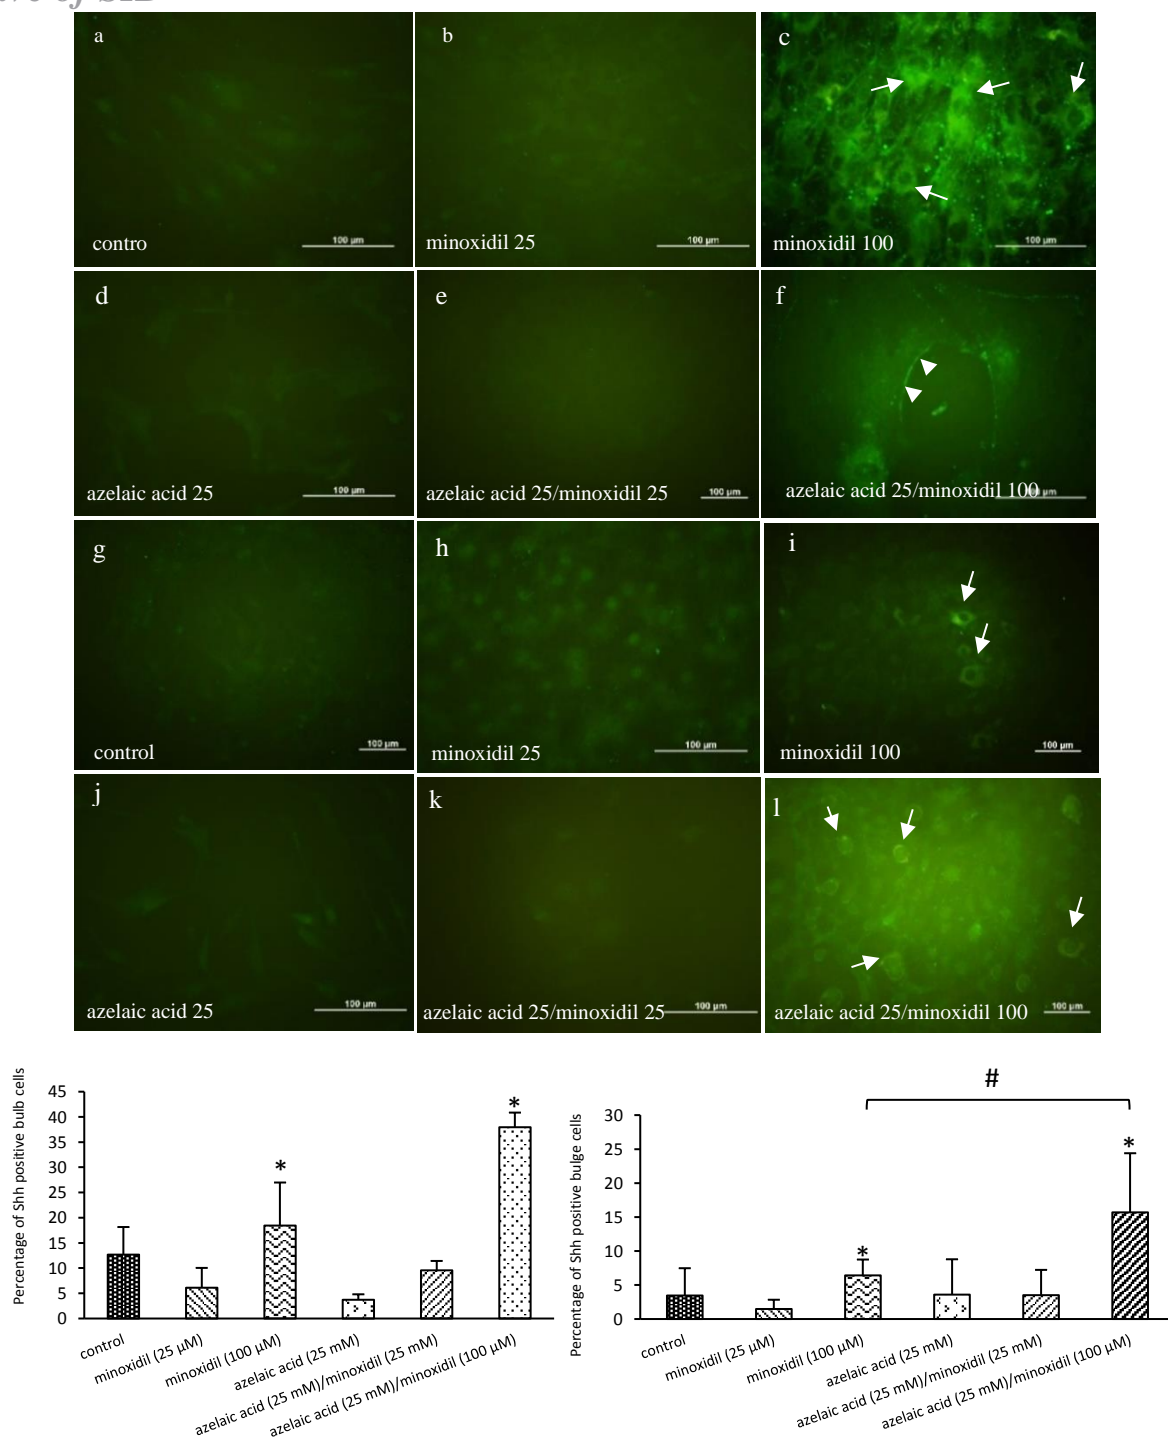 a
b
c
contro
100 µm
minoxidil 25
100 µm
minoxidil 100
100 µm
d
e
f
azelaic acid 25
100 µm
azelaic acid 25/minoxidil 25
100 µm
azelaic acid 25/minoxidil 100
µm
g
h
i
control
100 µm
minoxidil 25
100 µm
minoxidil 100
100 µm
j
k
l
azelaic acid 25
100 µm
azelaic acid 25/minoxidil 25
100 µm
azelaic acid 25/minoxidil 100
100 µm
Percentage of Shh positive bulb cells
45
40
35
30
25
20
15
10
5
0
*
*
control
minoxidil (25 µM)
minoxidil (100 µM)
azelaic acid (25 mM)
azelaic acid (25 mM)/minoxidil (25 mM)
azelaic acid (25 mM)/minoxidil (100 µM)
Percentage of Shh positive bulge cells
30
25
20
15
10
5
0
#
*
*
control
minoxidil (25 µM)
minoxidil (100 µM)
azelaic acid (25 mM)
azelaic acid (25 mM)/minoxidil (25 mM)
azelaic acid (25 mM)/minoxidil (100 µM)